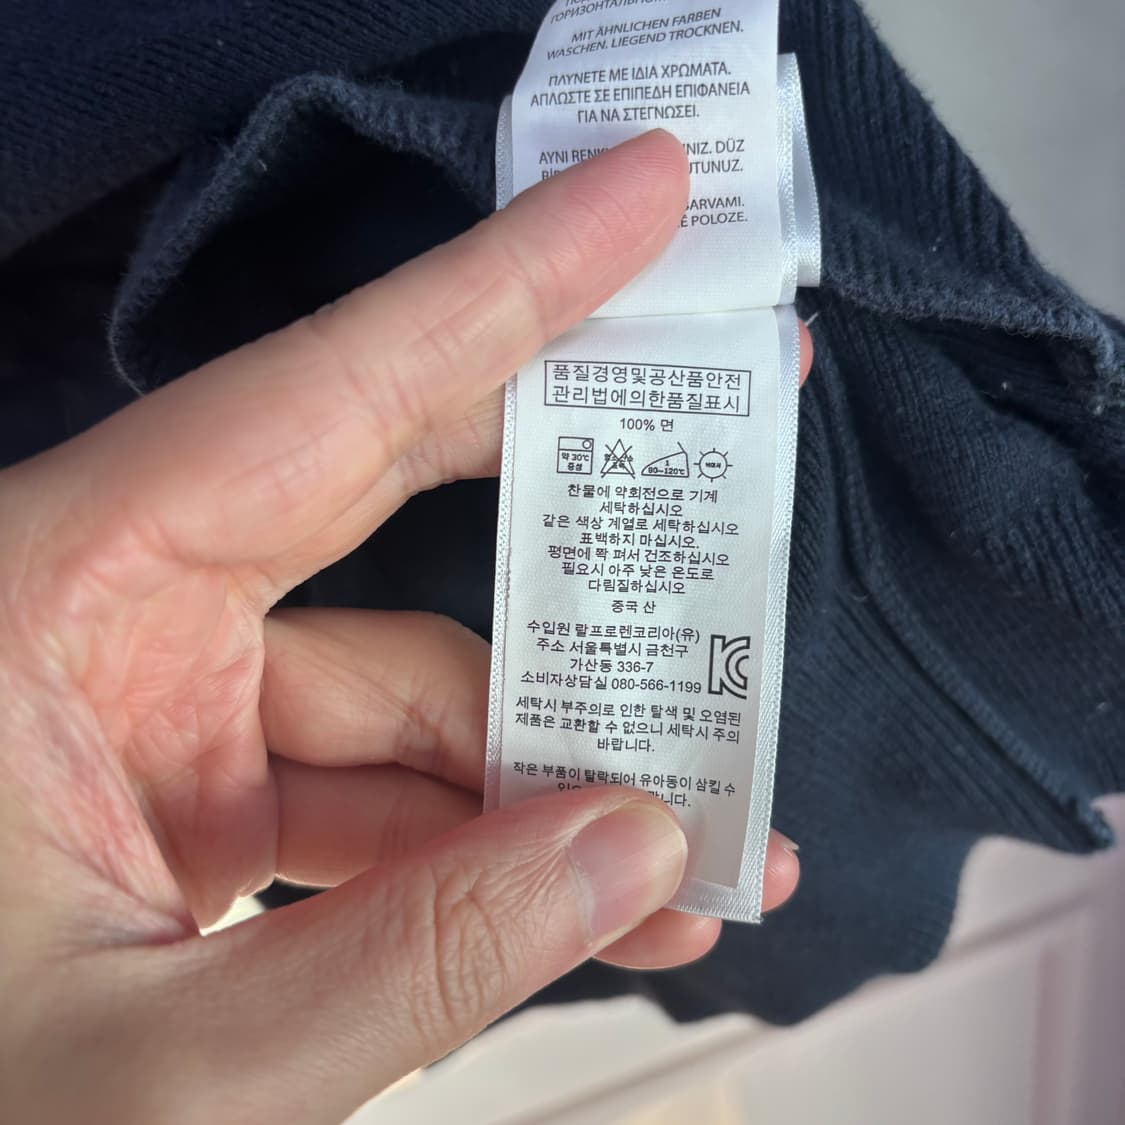 ГОРИЗОНТАЛЬНОМ
MIT ÄHNLICHEN FARBEN
WASCHEN. LIEGEND TROCKNEN.
ΠΛΥΝΕΤΕ ΜΕ ΙΔΙΑ ΧΡΩΜΑΤΑ.
ΑΠΛΩΣΤΕ ΣΕ ΕΠΙΠΕΔΗ ΕΠΙΦΑΝΕΙΑ
ΓΙΑ ΝΑ ΣΤΕΓΝΩΣΕΙ.
AYNI RENK INIZ. DÜZ
BİR UTUNUZ.
BARVAMI.
É POLOZE.
품질경영및공산품안전
관리법에의한품질표시
100% 면
약 30℃
중성
1
80~120℃
찬물에 약회전으로 기계
세탁하십시오
같은 색상 계열로 세탁하십시오
표백하지 마십시오.
평면에 쫙 펴서 건조하십시오
필요시 아주 낮은 온도로
다림질하십시오
중국 산
수입원 랄프로렌코리아(유)
주소 서울특별시 금천구
가산동 336-7
소비자상담실 080-566-1199
세탁시 부주의로 인한 탈색 및 오염된
제품은 교환할 수 없으니 세탁시 주의
바랍니다.
작은 부품이 탈락되어 유아동이 삼킬 수
니다.